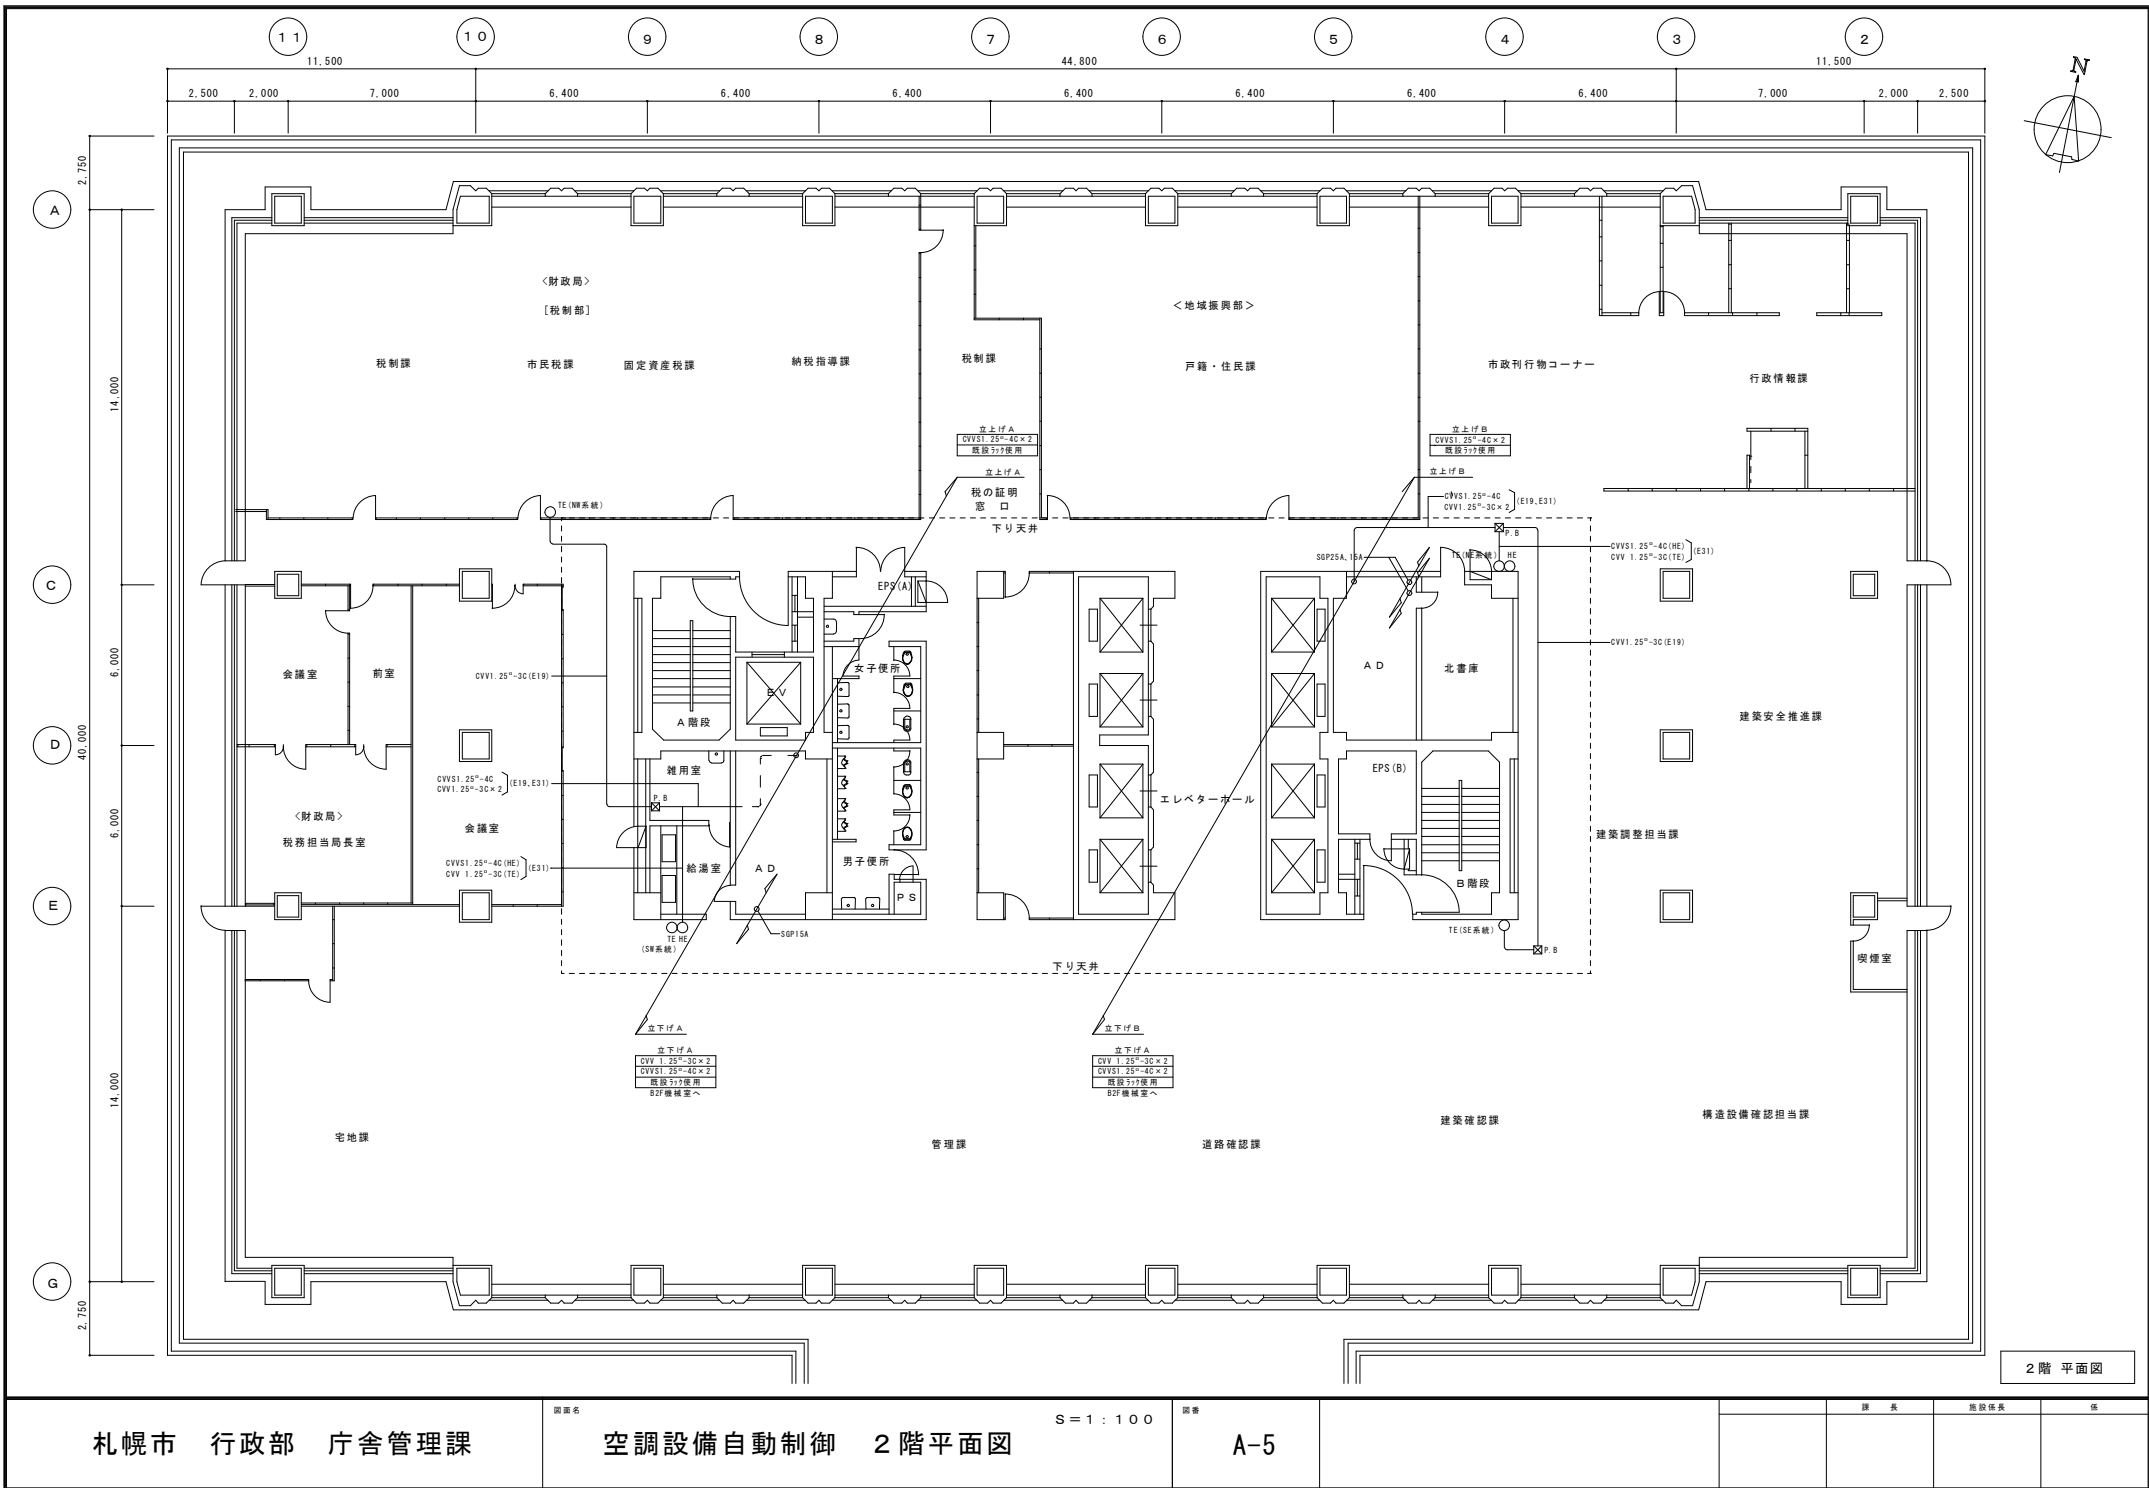 11
10
9
8
7
6
5
4
3
2
11,500
44,800
11,500
2,500
2,000
7,000
6,400
6,400
6,400
6,400
6,400
6,400
6,400
7,000
2,000
2,500
N
2,750
A
14,000
C
6,000
D
40,000
6,000
E
14,000
G
2,750
<財政局>
[税制部]
税制課
市民税課
固定資産税課
納税指導課
税制課
<地域振興部>
戸籍・住民課
市政刊行物コーナー
行政情報課
立上げA
CVVS1.25□-4C×2
既設ラック使用
立上げA
税の証明
窓 口
下り天井
立上げB
CVVS1.25□-4C×2
既設ラック使用
立上げB
CVVS1.25□-4C
CVV1.25□-3C×2
(E19,E31)
P.B
CVVS1.25□-4C(HE)
CVV 1.25□-3C(TE)
(E31)
TE(NW系統)
SGP25A,15A
TE(NE系統)
HE
EPS(A)
CVV1.25□-3C(E19)
会議室
前室
CVV1.25□-3C(E19)
A階段
EV
女子便所
AD
北書庫
建築安全推進課
雑用室
CVVS1.25□-4C
CVV1.25□-3C×2
(E19,E31)
P.B
EPS(B)
エレベターホール
<財政局>
税務担当局長室
会議室
建築調整担当課
CVVS1.25□-4C(HE)
CVV 1.25□-3C(TE)
(E31)
給湯室
AD
男子便所
PS
B階段
TE HE
(SW系統)
SGP15A
TE(SE系統)
P.B
喫煙室
下り天井
立下げA
立下げA
CVV 1.25□-3C×2
CVVS1.25□-4C×2
既設ラック使用
B2F機械室へ
立下げB
立下げA
CVV 1.25□-3C×2
CVVS1.25□-4C×2
既設ラック使用
B2F機械室へ
宅地課
管理課
道路確認課
建築確認課
構造設備確認担当課
2階 平面図
札幌市 行政部 庁舎管理課
図面名
空調設備自動制御 2階平面図
S=1:100
図番
A-5
課 長
施設係長
係